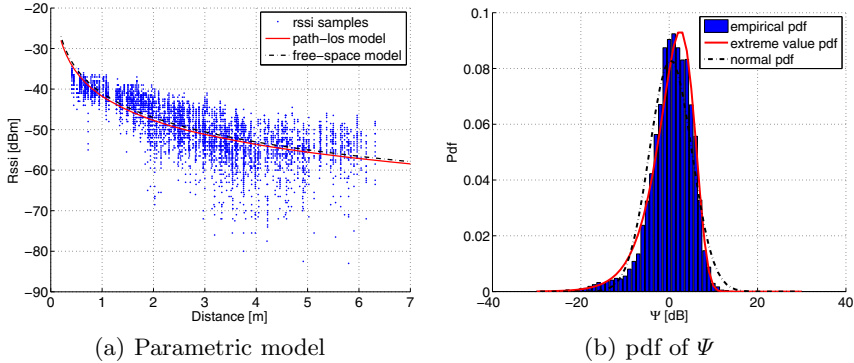 −20
−30
−40
−50
−60
−70
−80
−90
Rssi [dBm]
0 1 2 3 4 5 6 7
Distance [m]
rssi samples
path-los model
free-space model
(a) Parametric model
0.1
0.08
0.06
0.04
0.02
0
Pdf
−40 −20 0 20 40
Ψ [dB]
empirical pdf
extreme value pdf
normal pdf
(b) pdf of Ψ